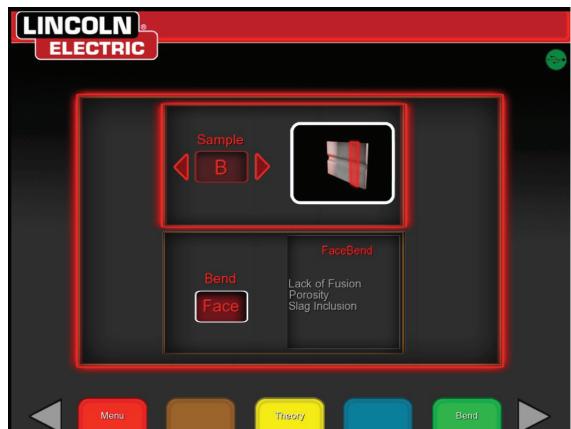 LINCOLN ®
ELECTRIC
Sample
B
FaceBend
Bend
Face
Lack of Fusion
Porosity
Slag Inclusion
Menu
Theory
Bend